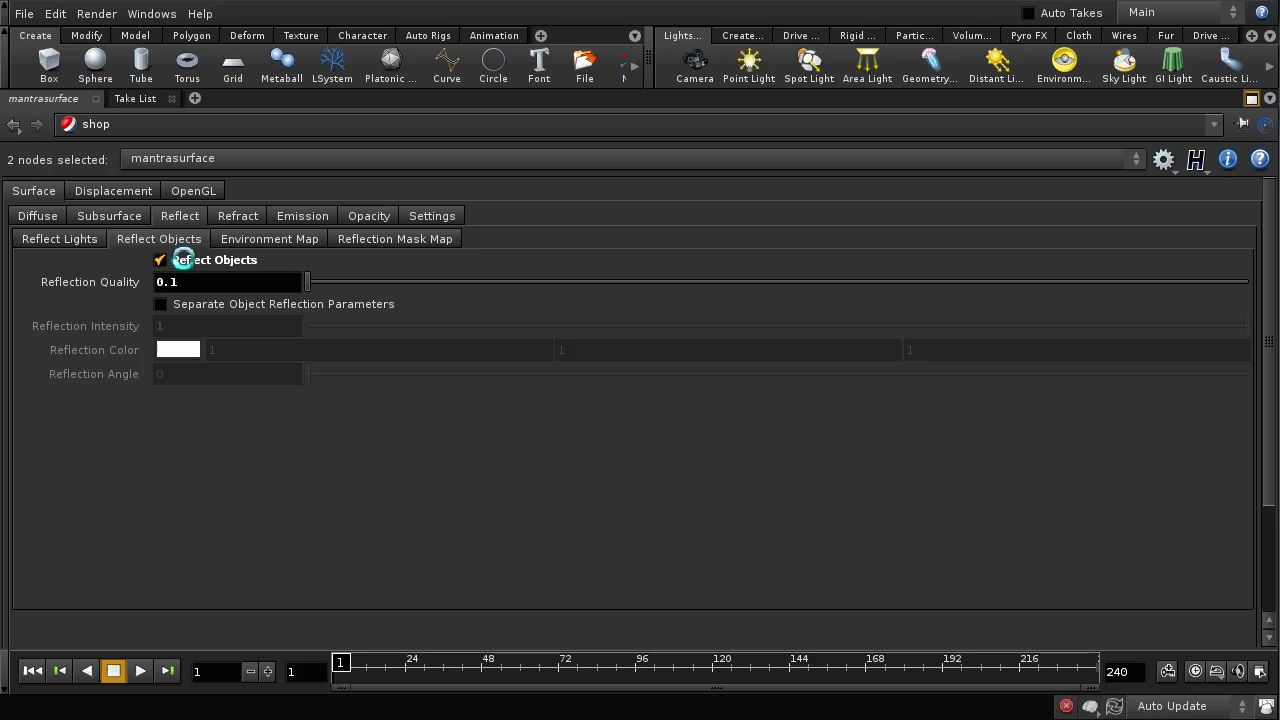 File Edit Render Windows Help Auto Takes Main
Create Modify Model Polygon Deform Texture Character Auto Rigs Animation Lights... Create... Drive ... Rigid ... Partic... Volum... Pyro FX Cloth Wires Fur Drive ...
Box Sphere Tube Torus Grid Metaball LSystem Platonic ... Curve Circle Font File Camera Point Light Spot Light Area Light Geometry... Distant Li... Environm... Sky Light GI Light Caustic Li...
mantrasurface Take List
shop
2 nodes selected: mantrasurface
Surface Displacement OpenGL
Diffuse Subsurface Reflect Refract Emission Opacity Settings
Reflect Lights Reflect Objects Environment Map Reflection Mask Map
Reflect Objects
Reflection Quality 0.1
Separate Object Reflection Parameters
Reflection Intensity 1
Reflection Color 1 1 1
Reflection Angle 0
1 1 1 24 48 72 96 120 144 168 192 216 240
Auto Update